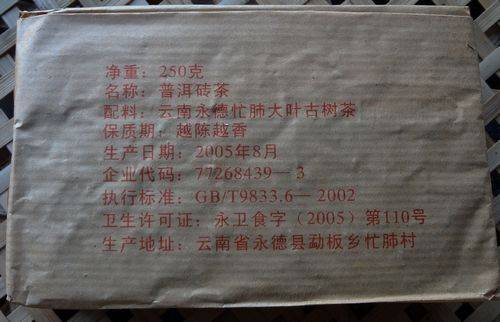 净重：250克
名称：普洱砖茶
配料：云南永德忙肺大叶古树茶
保质期：越陈越香
生产日期：2005年8月
企业代码：77268439—3
执行标准：GB/T9833.6—2002
卫生许可证：永卫食字（2005）第110号
生产地址：云南省永德县勐板乡忙肺村